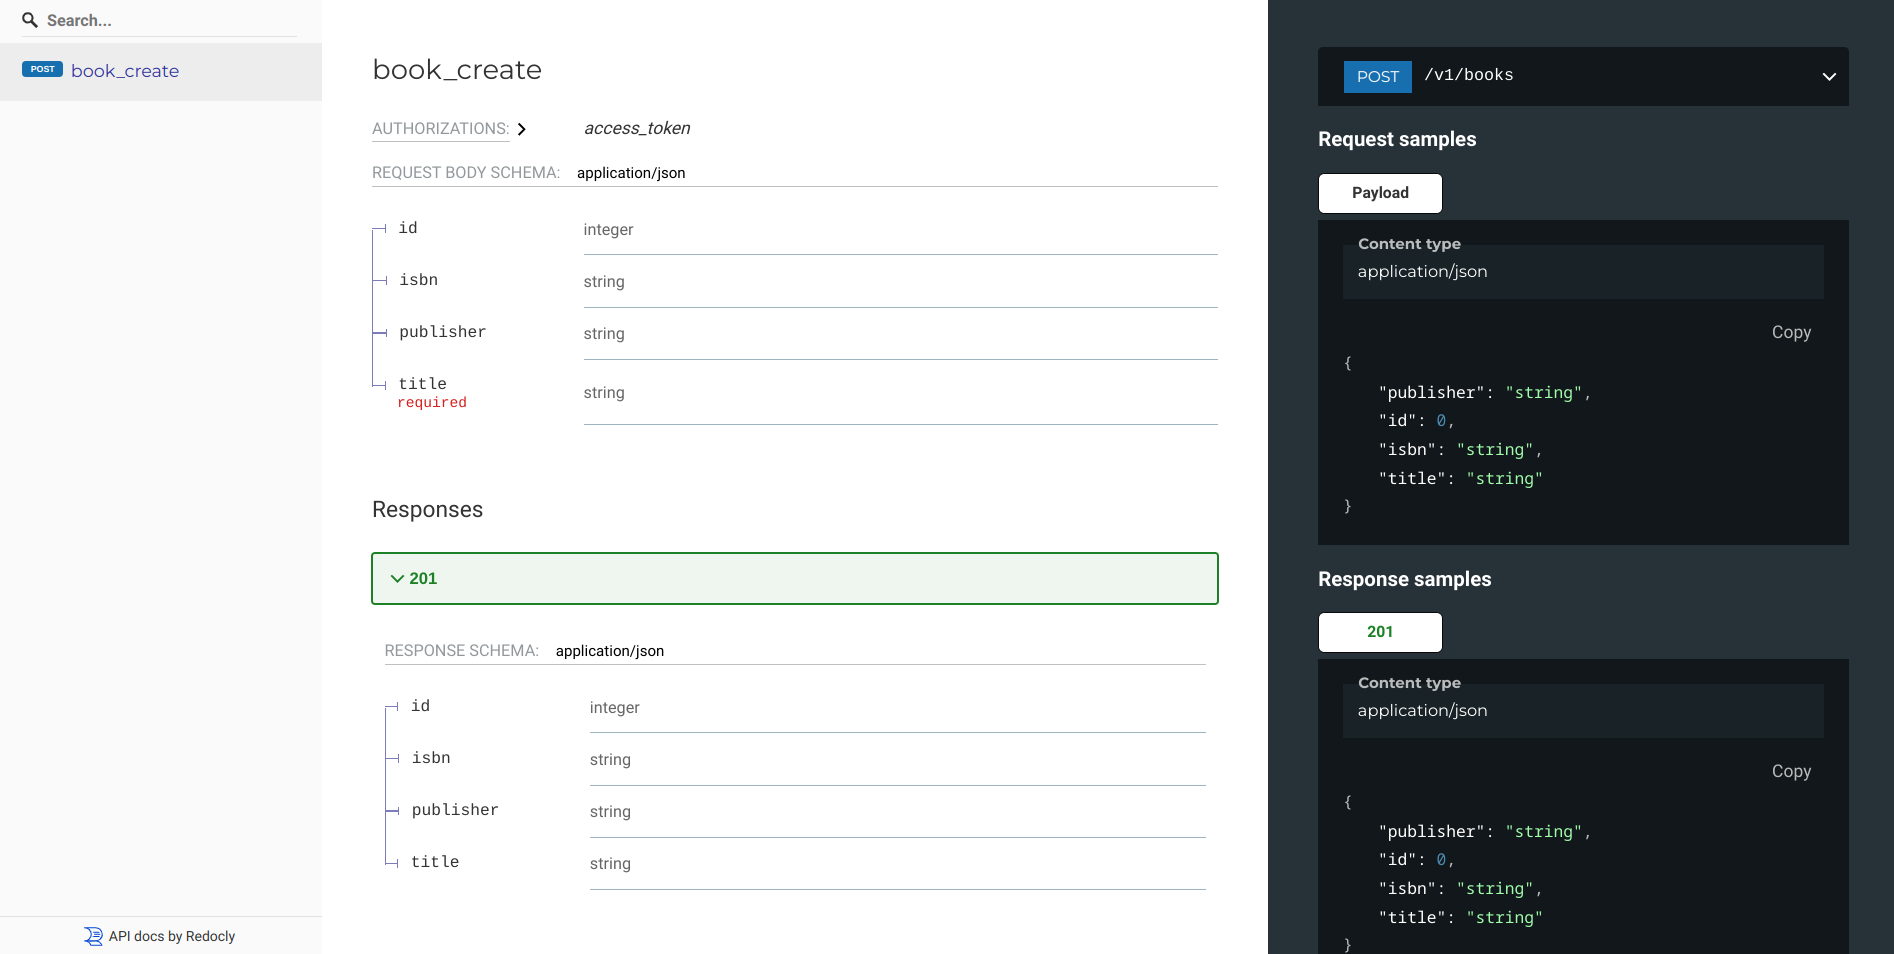 Search...
POST book_create
API docs by Redocly
book_create
AUTHORIZATIONS: access_token
REQUEST BODY SCHEMA: application/json
id integer
isbn string
publisher string
title string
required
Responses
201
RESPONSE SCHEMA: application/json
id integer
isbn string
publisher string
title string
POST /v1/books
Request samples
Payload
Content type
application/json
Copy
{
"publisher": "string",
"id": 0,
"isbn": "string",
"title": "string"
}
Response samples
201
Content type
application/json
Copy
{
"publisher": "string",
"id": 0,
"isbn": "string",
"title": "string"
}